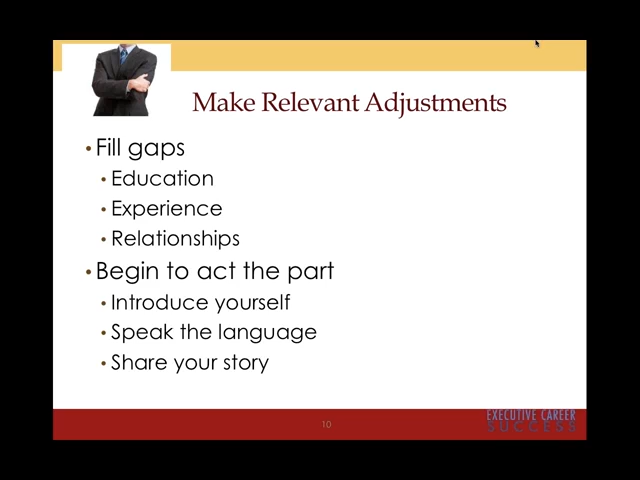 Make Relevant Adjustments
• Fill gaps
• Education
• Experience
• Relationships
• Begin to act the part
• Introduce yourself
• Speak the language
• Share your story
10
EXECUTIVE CAREER
SUCCESS